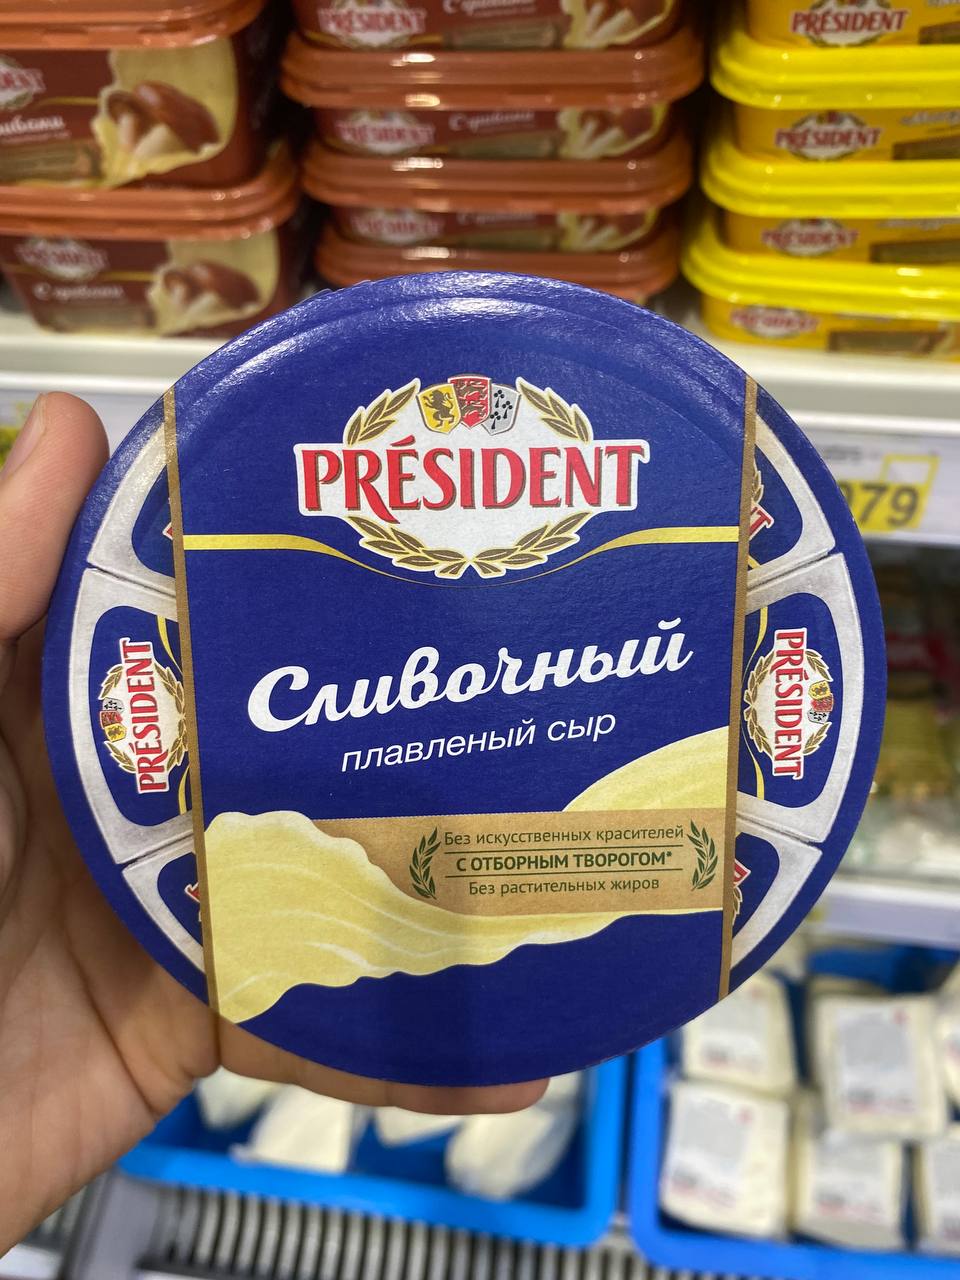 PRÉSIDENT
С грибами
PRÉSIDENT
С грибами
PRÉSIDENT
PRÉSIDENT
PRÉSIDENT
С грибами
PRÉSIDENT
PRÉSIDENT
PRÉSIDENT
Сливочный
плавленый сыр
Без искусственных красителей
С ОТБОРНЫМ ТВОРОГОМ*
Без растительных жиров
PRÉSIDENT
PRÉSIDENT
79